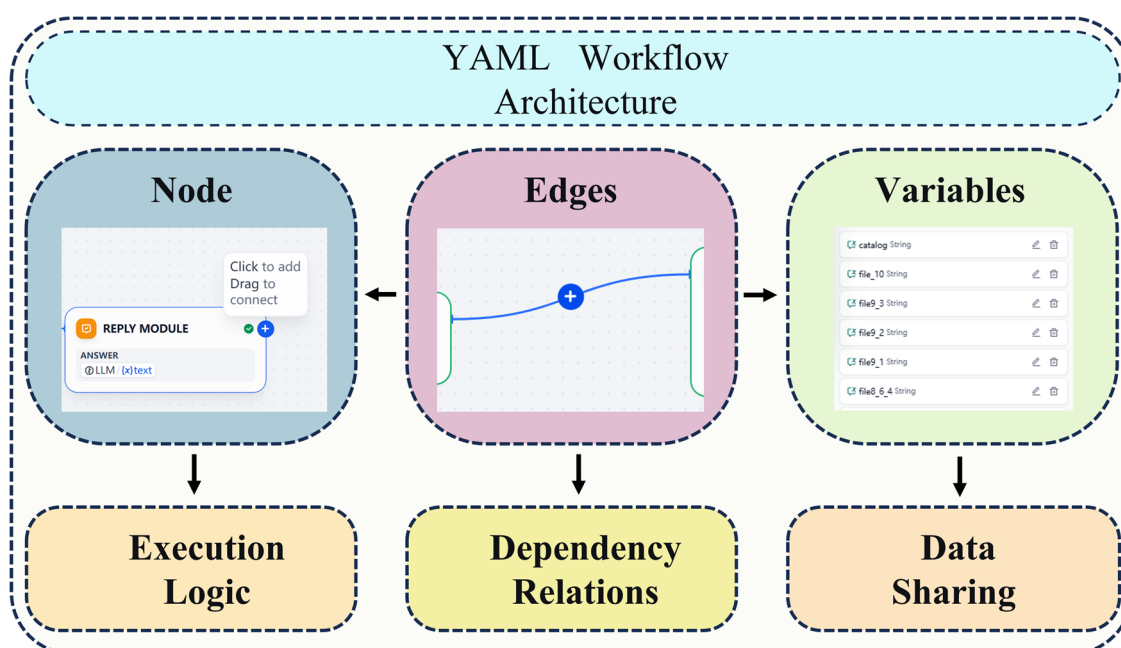 YAML Workflow
Architecture
Node
Click to add
Drag to
connect
REPLY MODULE
ANSWER
LLM / {x} text
Edges
Variables
catalog String
file_10 String
file9_3 String
file9_2 String
file9_1 String
file8_6_4 String
Execution
Logic
Dependency
Relations
Data
Sharing